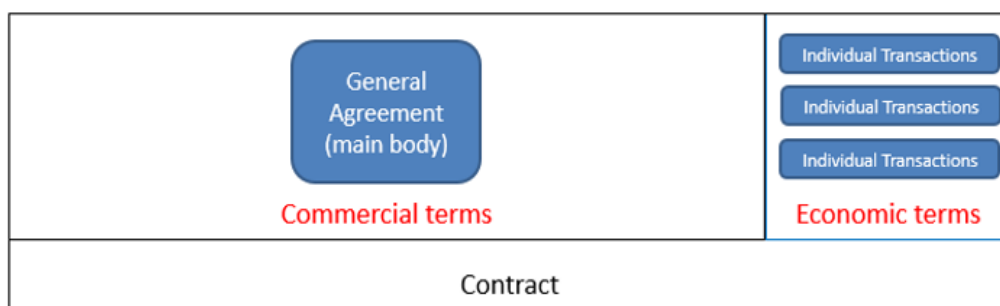 General
Agreement
(main body)
Commercial terms
Individual Transactions
Individual Transactions
Individual Transactions
Economic terms
Contract